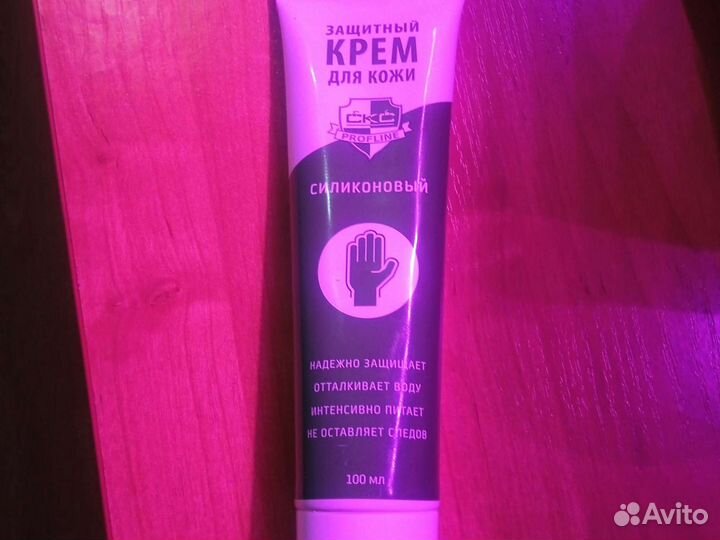 ЗАЩИТНЫЙ
КРЕМ
ДЛЯ КОЖИ
СКС
PROFLINE
СИЛИКОНОВЫЙ
НАДЕЖНО ЗАЩИЩАЕТ
ОТТАЛКИВАЕТ ВОДУ
ИНТЕНСИВНО ПИТАЕТ
НЕ ОСТАВЛЯЕТ СЛЕДОВ
100 мл
Avito